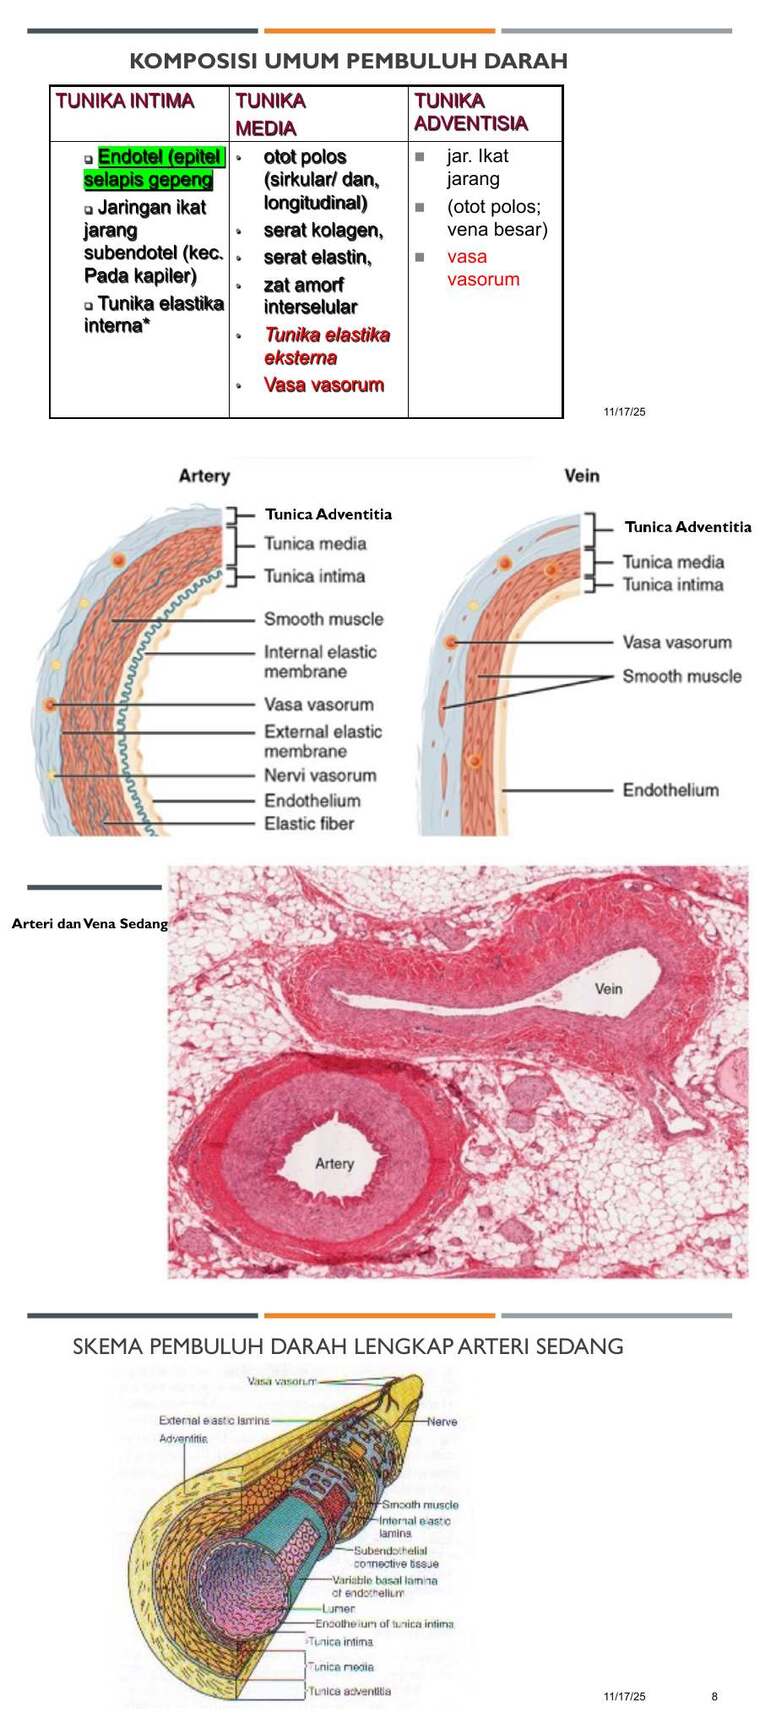 KOMPOSISI UMUM PEMBULUH DARAH
TUNIKA INTIMA
TUNIKA
MEDIA
TUNIKA
ADVENTISIA
Endotel (epitel
selapis gepeng
Jaringan ikat
jarang
subendotel (kec.
Pada kapiler)
Tunika elastika
interna*
otot polos
(sirkular/ dan,
longitudinal)
serat kolagen,
serat elastin,
zat amorf
interselular
Tunika elastika
eksterna
Vasa vasorum
jar. Ikat
jarang
(otot polos;
vena besar)
vasa
vasorum
11/17/25
Artery
Tunica Adventitia
Tunica media
Tunica intima
Smooth muscle
Internal elastic
membrane
Vasa vasorum
External elastic
membrane
Nervi vasorum
Endothelium
Elastic fiber
Vein
Tunica Adventitia
Tunica media
Tunica intima
Vasa vasorum
Smooth muscle
Endothelium
Arteri dan Vena Sedang
Vein
Artery
SKEMA PEMBULUH DARAH LENGKAP ARTERI SEDANG
Vasa vasorum
External elastic lamina
Nerve
Adventitia
Smooth muscle
Internal elastic
lamina
Subendothelial
connective tissue
Variable basal lamina
of endothelium
Lumen
Endothelium of tunica intima
Tunica intima
Tunica media
Tunica adventitia
11/17/25
8